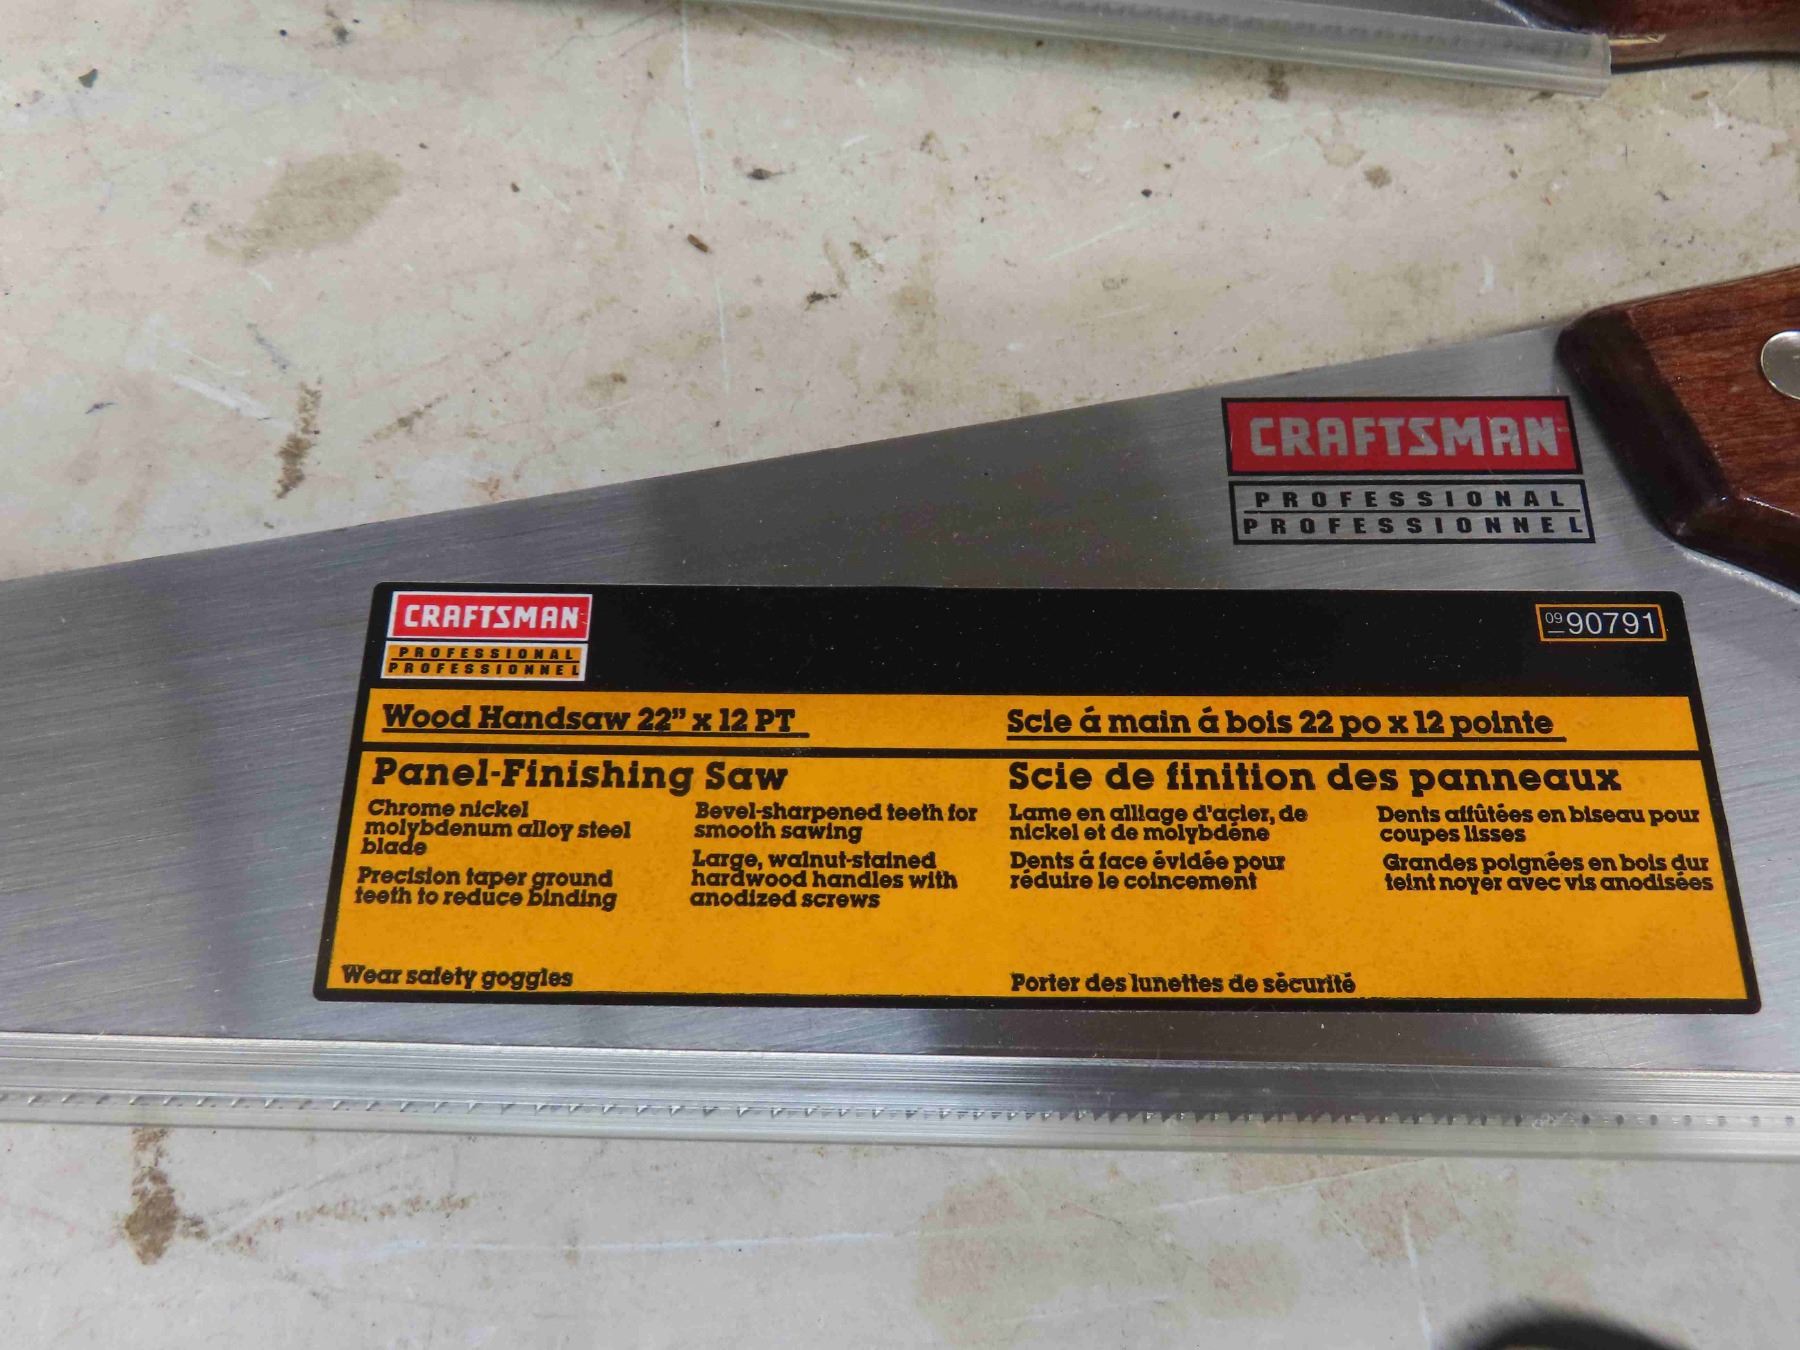 CRAFTSMAN
PROFESSIONAL
PROFESSIONNEL
CRAFTSMAN
PROFESSIONAL
PROFESSIONNEL
09 90791
Wood Handsaw 22” x 12 PT
Panel-Finishing Saw
Chrome nickel
molybdenum alloy steel
blade
Precision taper ground
teeth to reduce binding
Bevel-sharpened teeth for
smooth sawing
Large, walnut-stained
hardwood handles with
anodized screws
Wear safety goggles
Scie á main á bois 22 po x 12 pointe
Scie de finition des panneaux
Lame en alliage d'açier, de
nickel et de molybdéne
Dents á face évidée pour
réduire le coincement
Dents affûtées en biseau pour
coupes lisses
Grandes poignées en bois dur
teint noyer avec vis anodisées
Porter des lunettes de sécurité